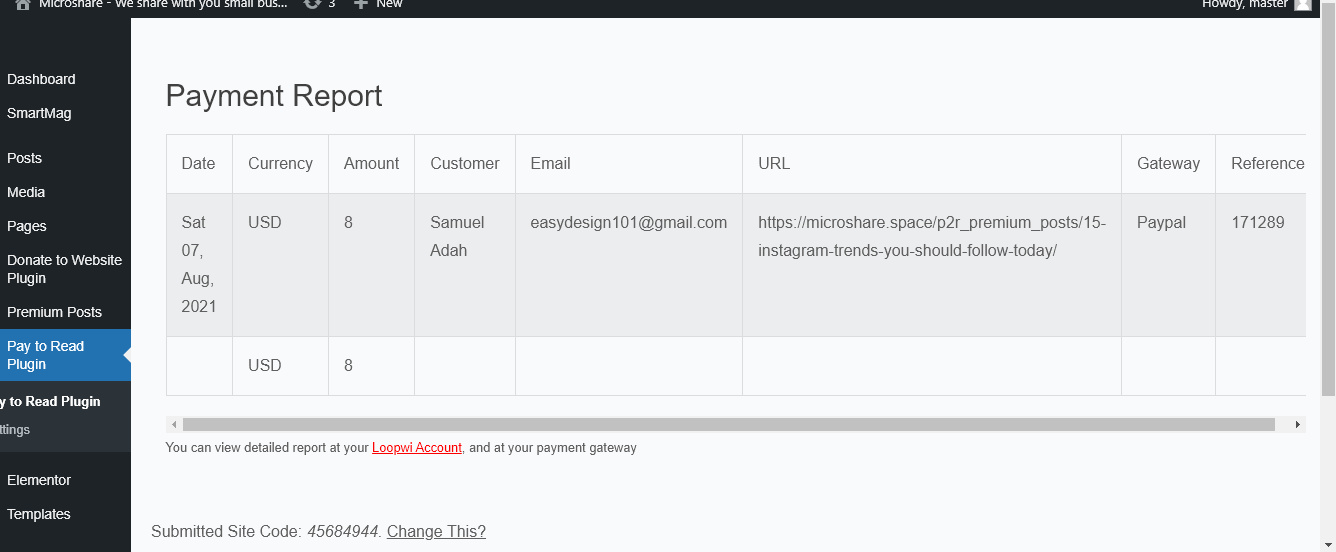 Microshare - We share with you small bus... 3 New Howdy, master
Dashboard
SmartMag
Posts
Media
Pages
Donate to Website
Plugin
Premium Posts
Pay to Read
Plugin
y to Read Plugin
ttings
Elementor
Templates
Payment Report
Date Currency Amount Customer Email URL Gateway Reference
Sat USD 8 Samuel easydesign101@gmail.com https://microshare.space/p2r_premium_posts/15- Paypal 171289
07, Adah instagram-trends-you-should-follow-today/
Aug,
2021
USD 8
You can view detailed report at your Loopwi Account, and at your payment gateway
Submitted Site Code: 45684944. Change This?